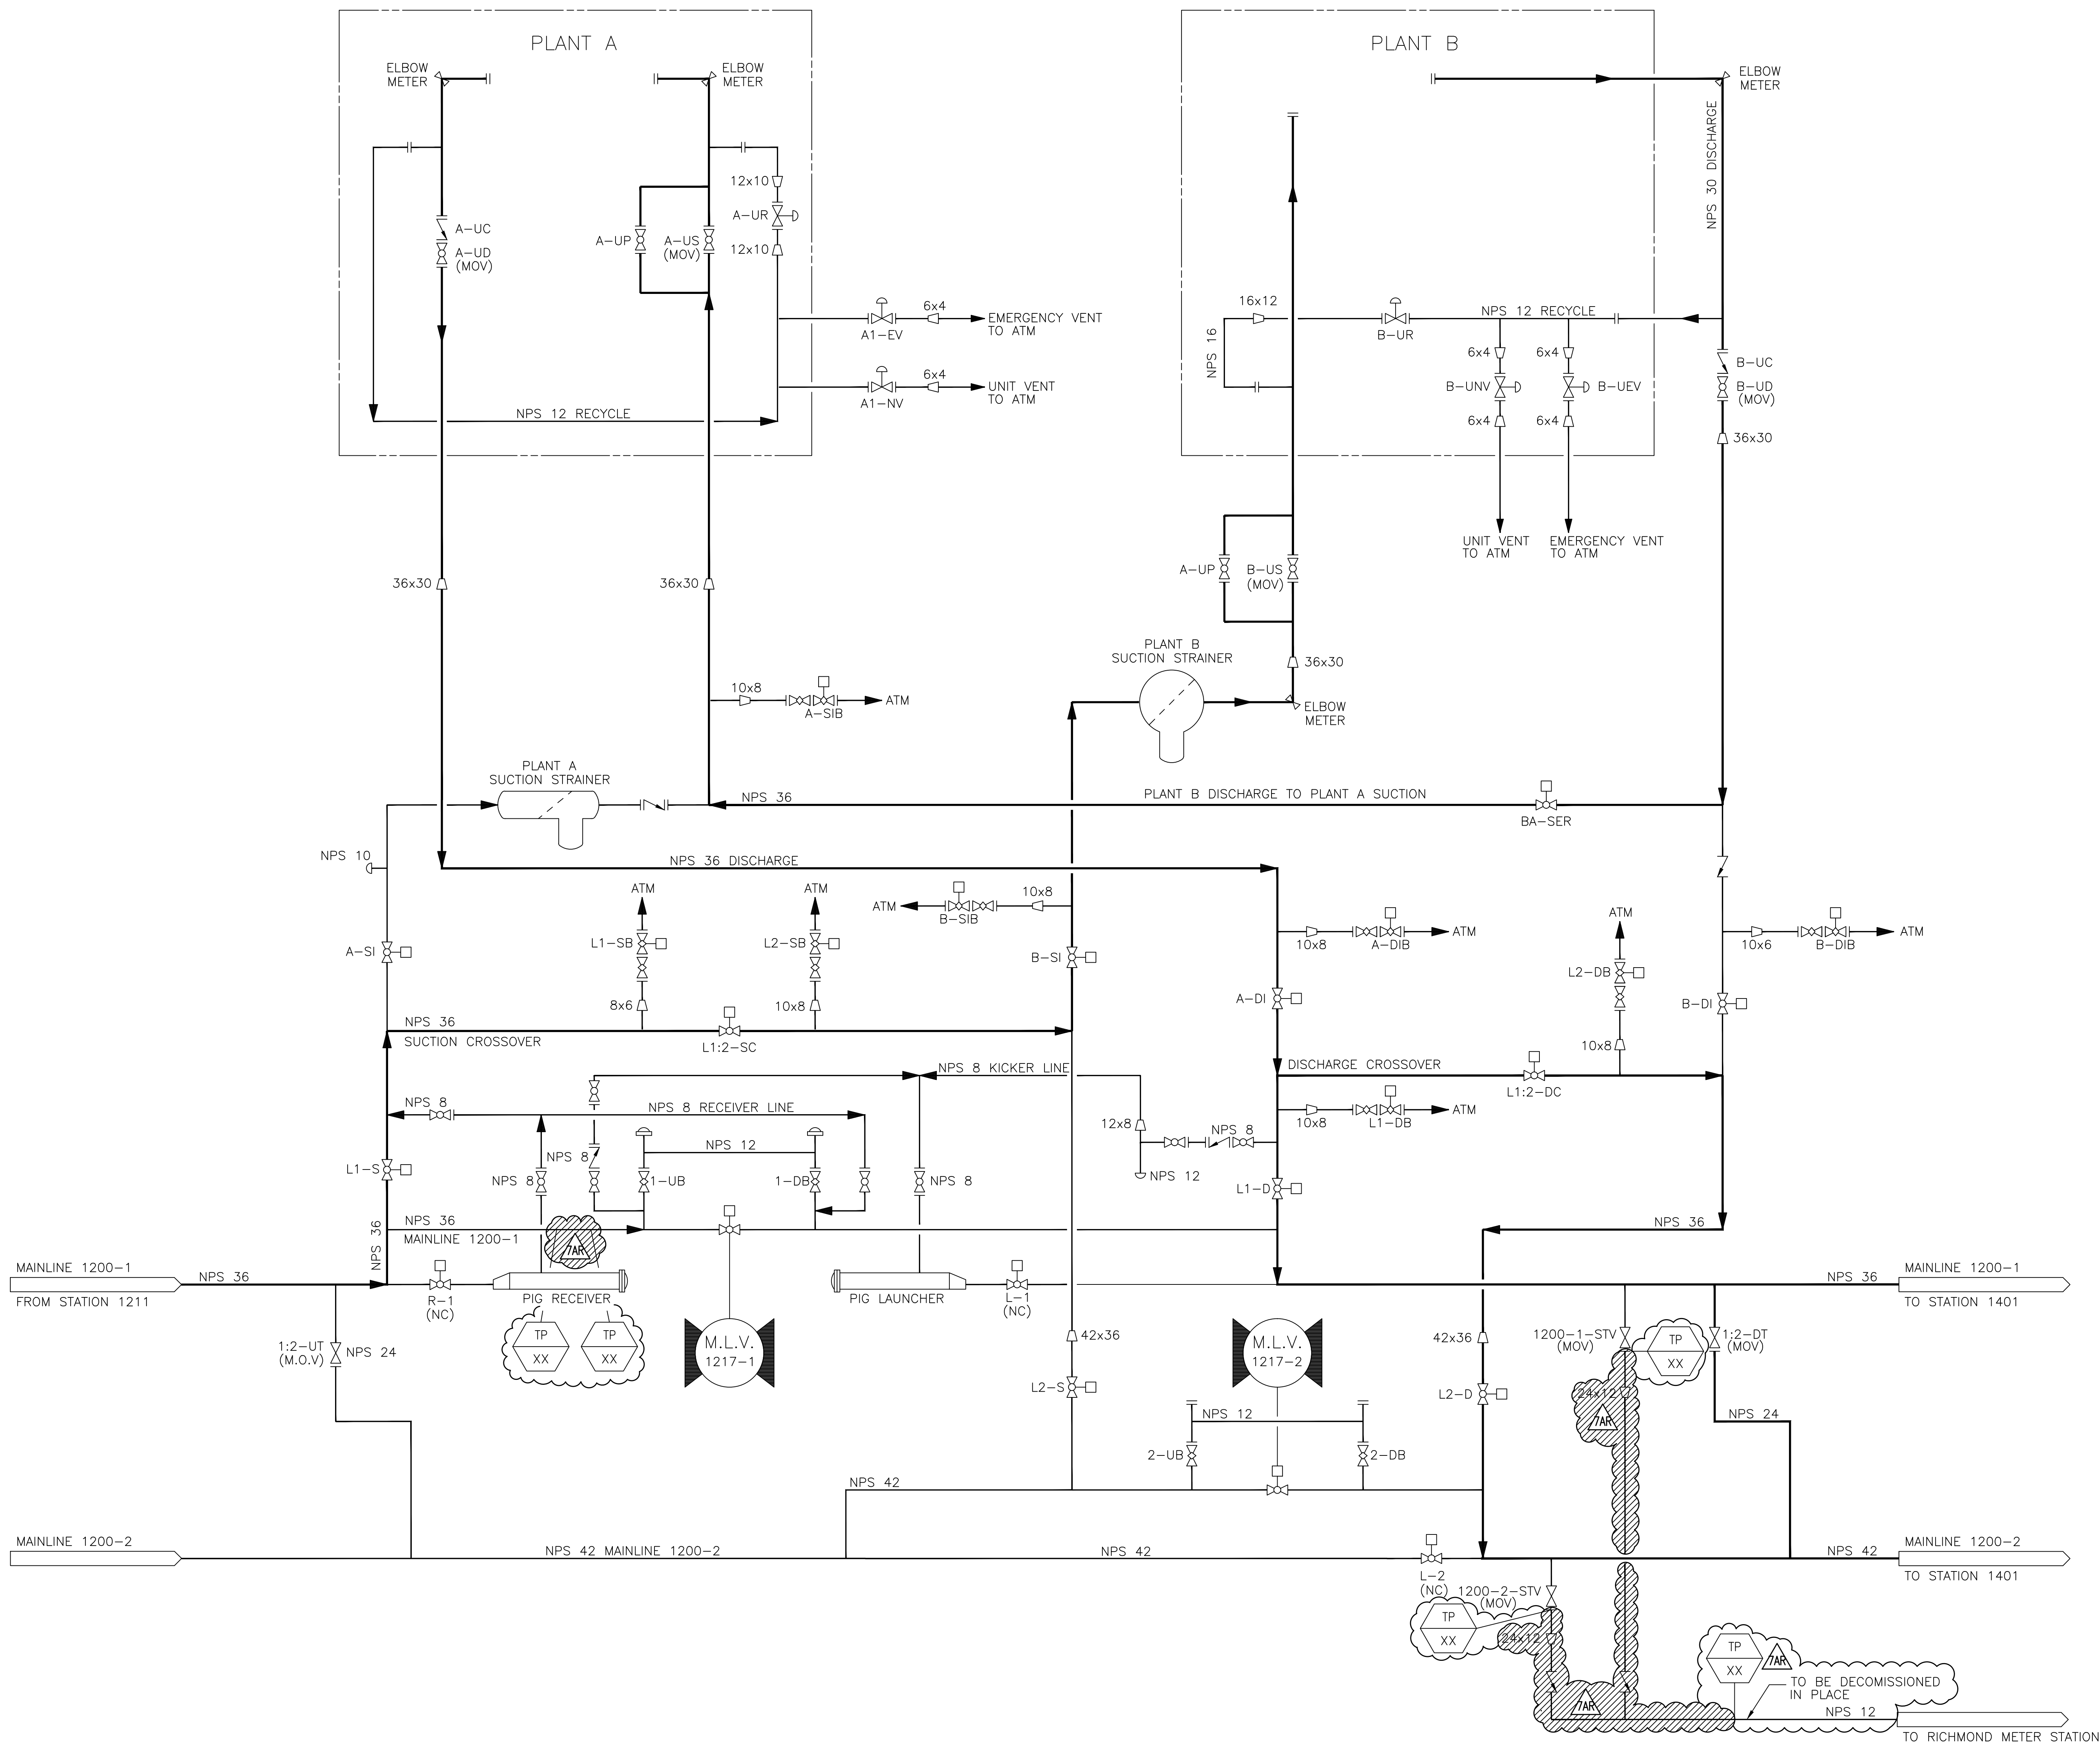 PLANT A
PLANT B
ELBOW
METER
ELBOW
METER
ELBOW
METER
NPS 30 DISCHARGE
12x10
A-UR
12x10
A-UC
A-UD
(MOV)
A-UP
A-US
(MOV)
A1-EV
6x4
EMERGENCY VENT
TO ATM
A1-NV
6x4
UNIT VENT
TO ATM
NPS 12 RECYCLE
16x12
NPS 16
B-UR
NPS 12 RECYCLE
6x4
6x4
B-UNV
B-UEV
6x4
6x4
B-UC
B-UD
(MOV)
36x30
UNIT VENT
TO ATM
EMERGENCY VENT
TO ATM
36x30
36x30
A-UP
B-US
(MOV)
PLANT B
SUCTION STRAINER
36x30
ELBOW
METER
10x8
A-SIB
ATM
PLANT A
SUCTION STRAINER
NPS 36
PLANT B DISCHARGE TO PLANT A SUCTION
BA-SER
NPS 10
NPS 36 DISCHARGE
ATM
ATM
ATM
B-SIB
10x8
L1-SB
L2-SB
A-SI
B-SI
8x6
10x8
10x8
A-DIB
ATM
A-DI
ATM
L2-DB
10x8
10x6
B-DIB
ATM
B-DI
NPS 36
SUCTION CROSSOVER
L1:2-SC
NPS 8 KICKER LINE
DISCHARGE CROSSOVER
L1:2-DC
NPS 8
NPS 8 RECEIVER LINE
12x8
NPS 8
10x8
L1-DB
ATM
NPS 12
NPS 8
L1-S
NPS 8
1-UB
1-DB
NPS 8
NPS 12
L1-D
NPS 36
NPS 36
MAINLINE 1200-1
7AR
NPS 36
MAINLINE 1200-1
FROM STATION 1211
NPS 36
R-1
(NC)
PIG RECEIVER
PIG LAUNCHER
L-1
(NC)
NPS 36
MAINLINE 1200-1
TO STATION 1401
1:2-UT
(M.O.V)
NPS 24
TP
XX
TP
XX
M.L.V.
1217-1
42x36
M.L.V.
1217-2
42x36
1200-1-STV
(MOV)
TP
XX
1:2-DT
(MOV)
L2-S
L2-D
24x12
7AR
NPS 24
NPS 12
2-UB
2-DB
NPS 42
MAINLINE 1200-2
NPS 42 MAINLINE 1200-2
NPS 42
L-2
(NC)
NPS 42
MAINLINE 1200-2
TO STATION 1401
1200-2-STV
(MOV)
TP
XX
24x12
TP
XX
7AR
7AR
TO BE DECOMISSIONED
IN PLACE
NPS 12
TO RICHMOND METER STATION